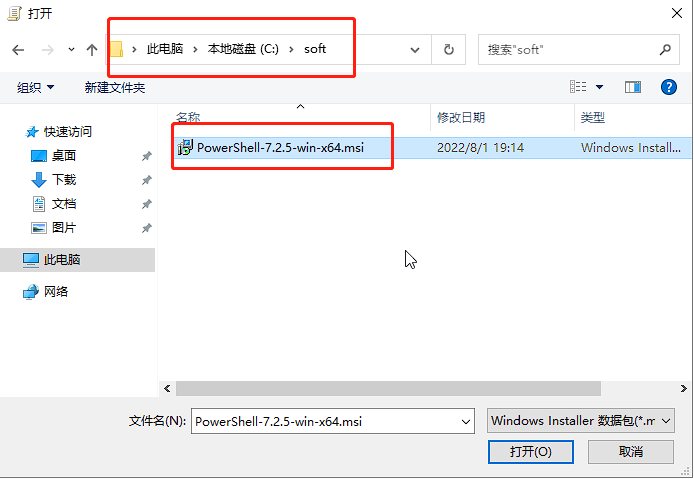 打开
此电脑 本地磁盘 (C:) soft
搜索"soft"
组织 新建文件夹
名称 修改日期 类型
快速访问
桌面
下载
文档
图片
此电脑
网络
PowerShell-7.2.5-win-x64.msi 2022/8/1 19:14 Windows Install...
文件名(N): PowerShell-7.2.5-win-x64.msi Windows Installer 数据包(*.m
打开(O) 取消